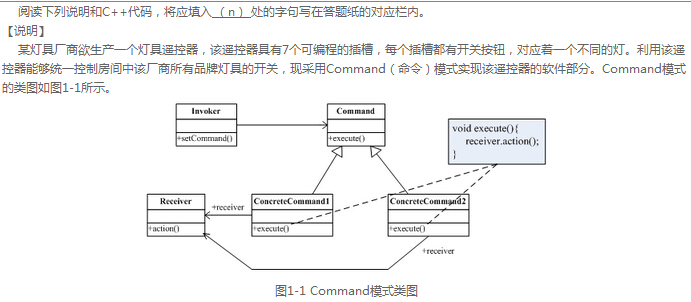 阅读下列说明和C++代码，将应填入 （n） 处的字句写在答题纸的对应栏内。
【说明】
某灯具厂商欲生产一个灯具遥控器，该遥控器具有7个可编程的插槽，每个插槽都有开关按钮，对应着一个不同的灯。利用该遥
控器能够统一控制房间中该厂商所有品牌灯具的开关，现采用Command（命令）模式实现该遥控器的软件部分。Command模式
的类图如图1-1所示。
Invoker
+setCommand()
Command
+execute()
void execute(){
receiver.action();
}
Receiver
+action()
+receiver
ConcreteCommand1
+execute()
ConcreteCommand2
+execute()
+receiver
图1-1 Command模式类图